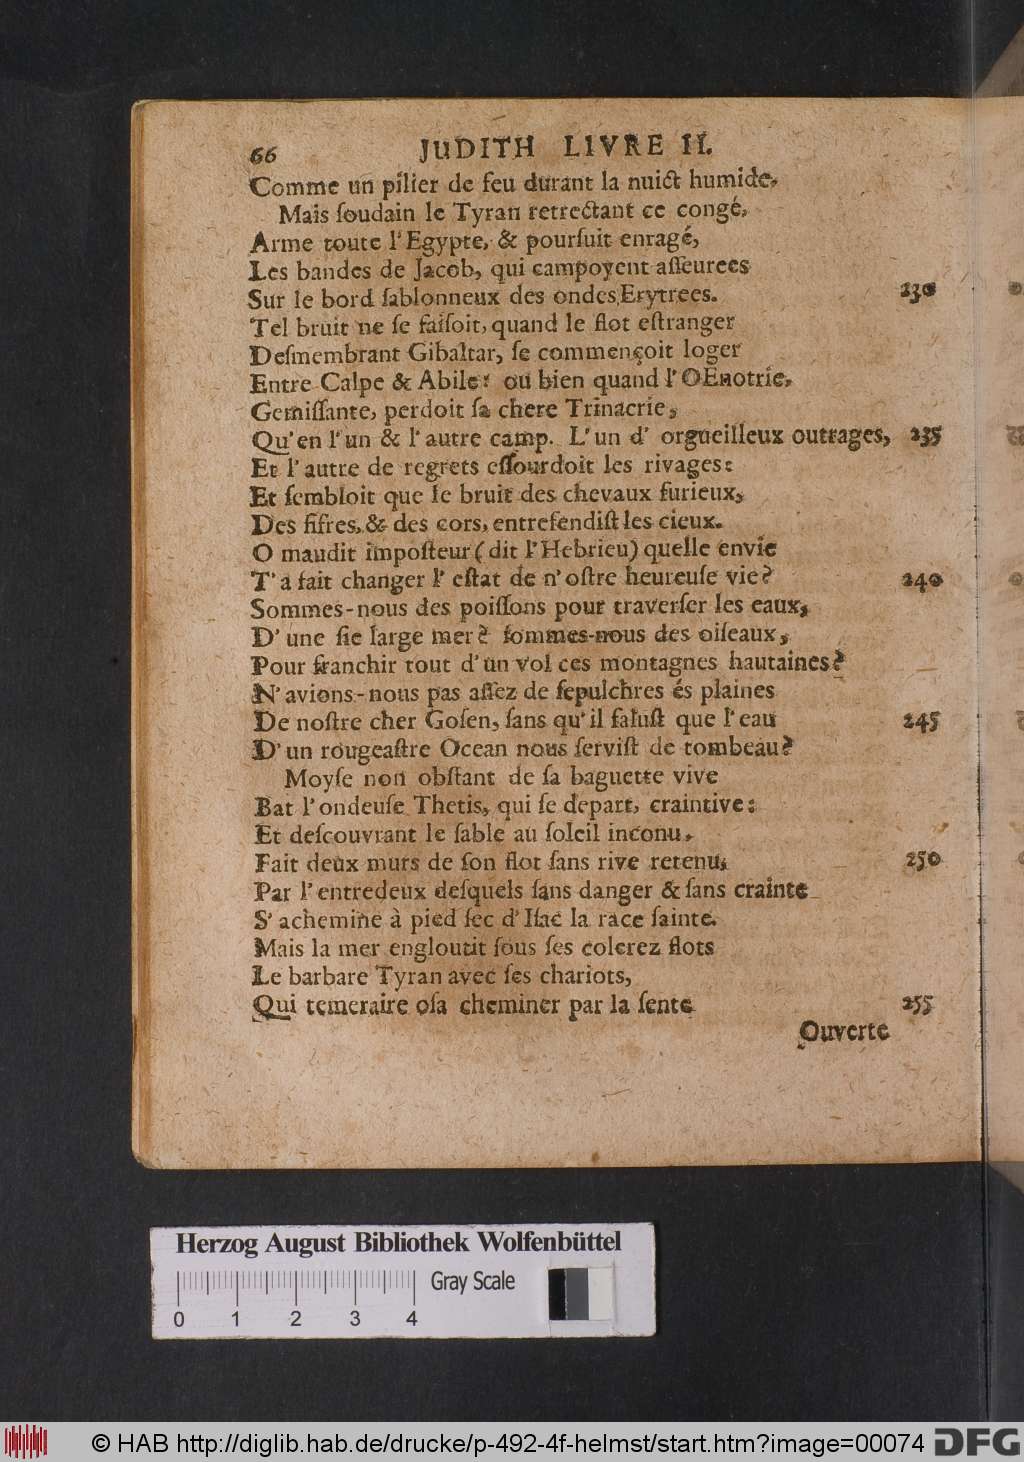 66 JUDITH LIVRE II.
Comme un pilier de feu durant la nuict humide,
Mais ſoudain le Tyran retrectant ce congé,
Arme toute l'Egypte, & pourſuit enragé,
Les bandes de Jacob, qui campoyent aſſeurees
Sur le bord ſablonneux des ondes Erytrees. 230
Tel bruit ne ſe faiſoit, quand le flot eſtranger
Deſmembrant Gibaltar, ſe commençoit loger
Entre Calpe & Abile: ou bien quand l'OEnotrie,
Gemiſſante, perdoit ſa chere Trinacrie,
Qu'en l'un & l'autre camp. L'un d' orgueilleux outrages, 235
Et l'autre de regrets eſſourdoit les rivages:
Et ſembloit que le bruit des chevaux furieux,
Des fifres, & des cors, entrefendiſt les cieux.
O maudit impoſteur (dit l'Hebrieu) quelle envie
T'a fait changer l' eſtat de n'oſtre heureuſe vie? 240
Sommes-nous des poiſſons pour traverſer les eaux,
D'une ſie large mer? ſommes-nous des oiſeaux,
Pour franchir tout d'un vol ces montagnes hautaines?
N'avions-nous pas aſſez de ſepulchres és plaines
De noſtre cher Goſen, ſans qu'il faluſt que l'eau 245
D'un rougeaſtre Ocean nous ſerviſt de tombeau?
Moyſe non obſtant de ſa baguette vive
Bat l'ondeuſe Thetis, qui ſe depart, craintive:
Et deſcouvrant le ſable au ſoleil inconu,
Fait deux murs de ſon flot ſans rive retenu, 250
Par l'entredeux deſquels ſans danger & ſans crainte
S'achemine à pied ſec d'Iſac la race ſainte.
Mais la mer engloutit ſous ſes colerez flots
Le barbare Tyran avec ſes chariots,
Qui temeraire oſa cheminer par la ſente 255
Ouverte
Herzog August Bibliothek Wolfenbüttel
Gray Scale
0 1 2 3 4
© HAB http://diglib.hab.de/drucke/p-492-4f-helmst/start.htm?image=00074 DFG